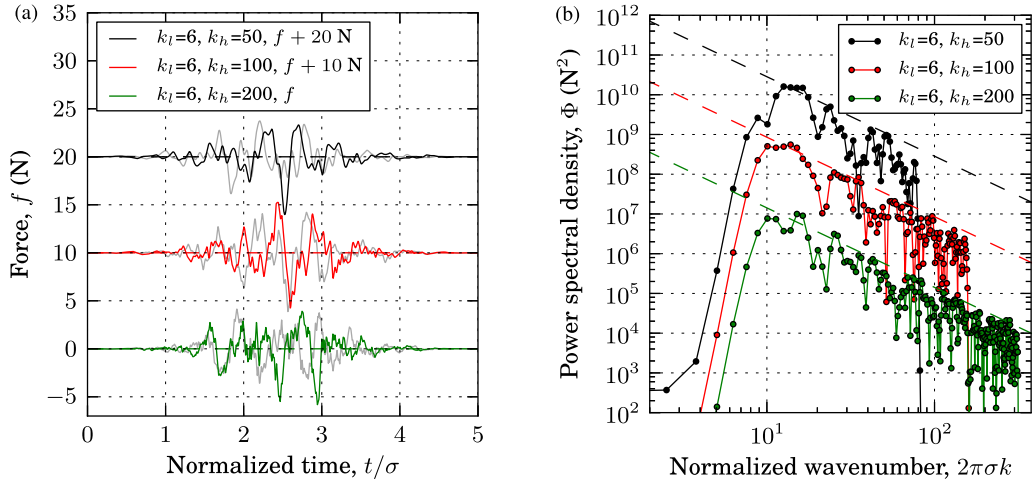 (a)
35
30
25
20
15
10
5
0
−5
Force, f (N)
k_l=6, k_h=50, f + 20 N
k_l=6, k_h=100, f + 10 N
k_l=6, k_h=200, f
0 1 2 3 4 5
Normalized time, t/σ
(b)
10^12
10^11
10^10
10^9
10^8
10^7
10^6
10^5
10^4
10^3
10^2
Power spectral density, Φ (N^2)
k_l=6, k_h=50
k_l=6, k_h=100
k_l=6, k_h=200
10^1 10^2
Normalized wavenumber, 2πσk